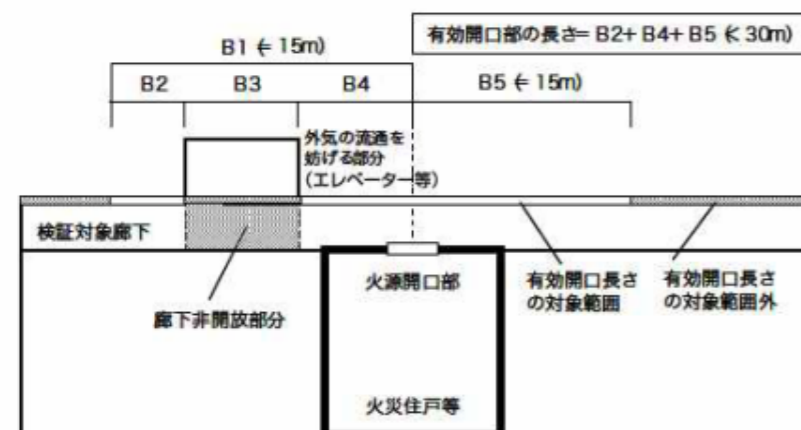 有効開口部の長さ= B2+ B4+ B5 (< 30m)
B1 (= 15m)
B2
B3
B4
B5 (= 15m)
外気の流通を
妨げる部分
(エレベーター等)
検証対象廊下
火源開口部
有効開口長さ
の対象範囲
有効開口長さ
の対象範囲外
廊下非開放部分
火災住戸等